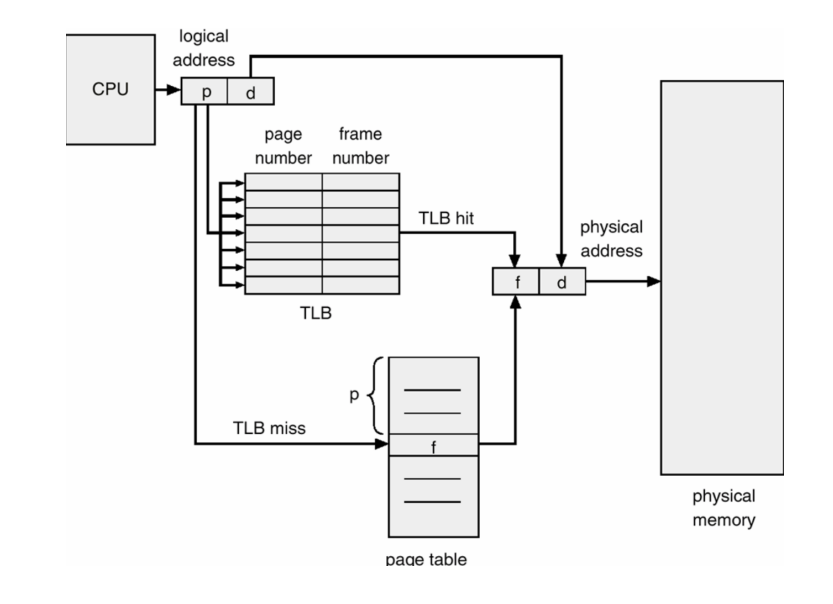 logical
address
CPU
p
d
page
number
frame
number
TLB hit
physical
address
f
d
TLB
p
TLB miss
f
physical
memory
page table